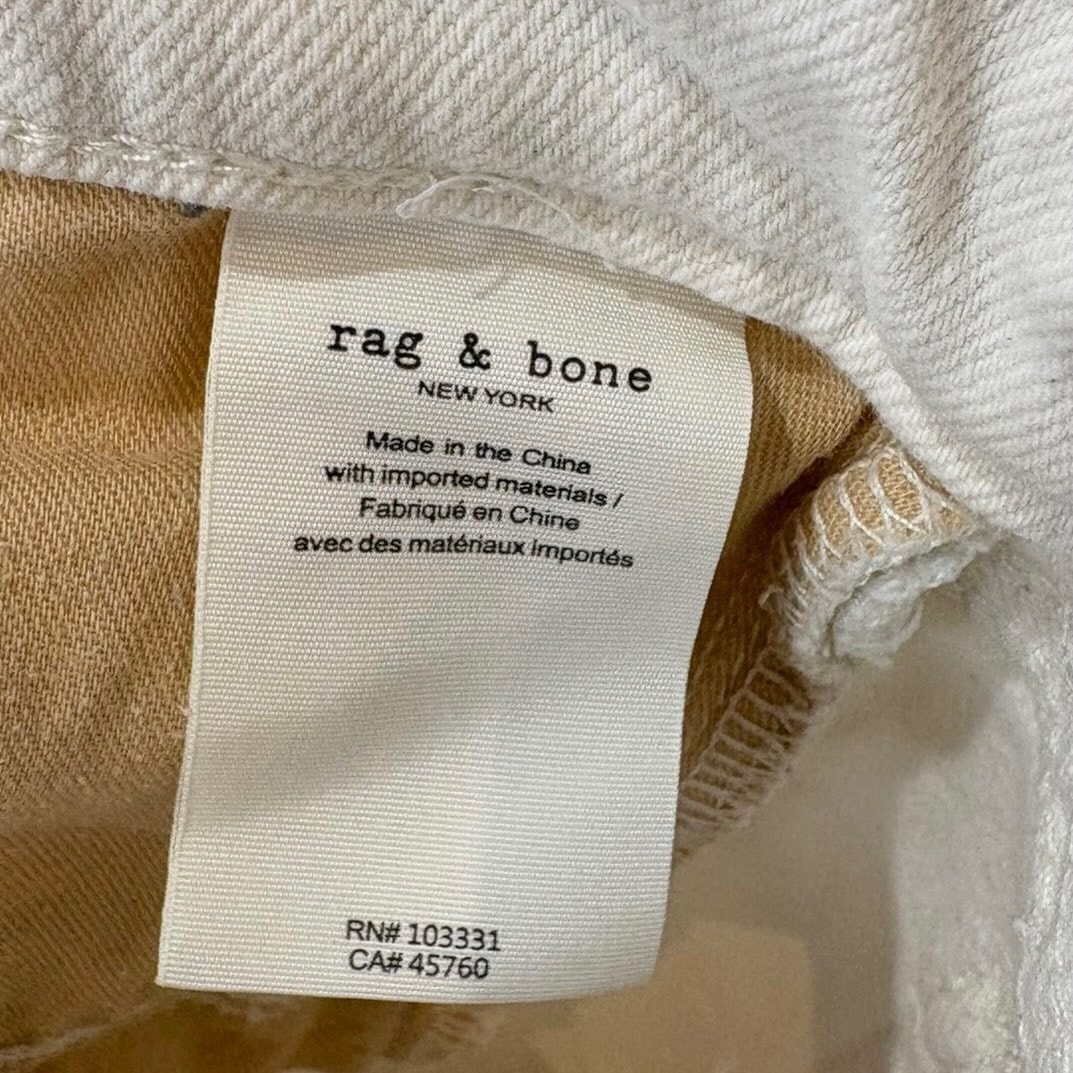 rag & bone
NEW YORK
Made in the China
with imported materials /
Fabriqué en Chine
avec des matériaux importés
RN# 103331
CA# 45760